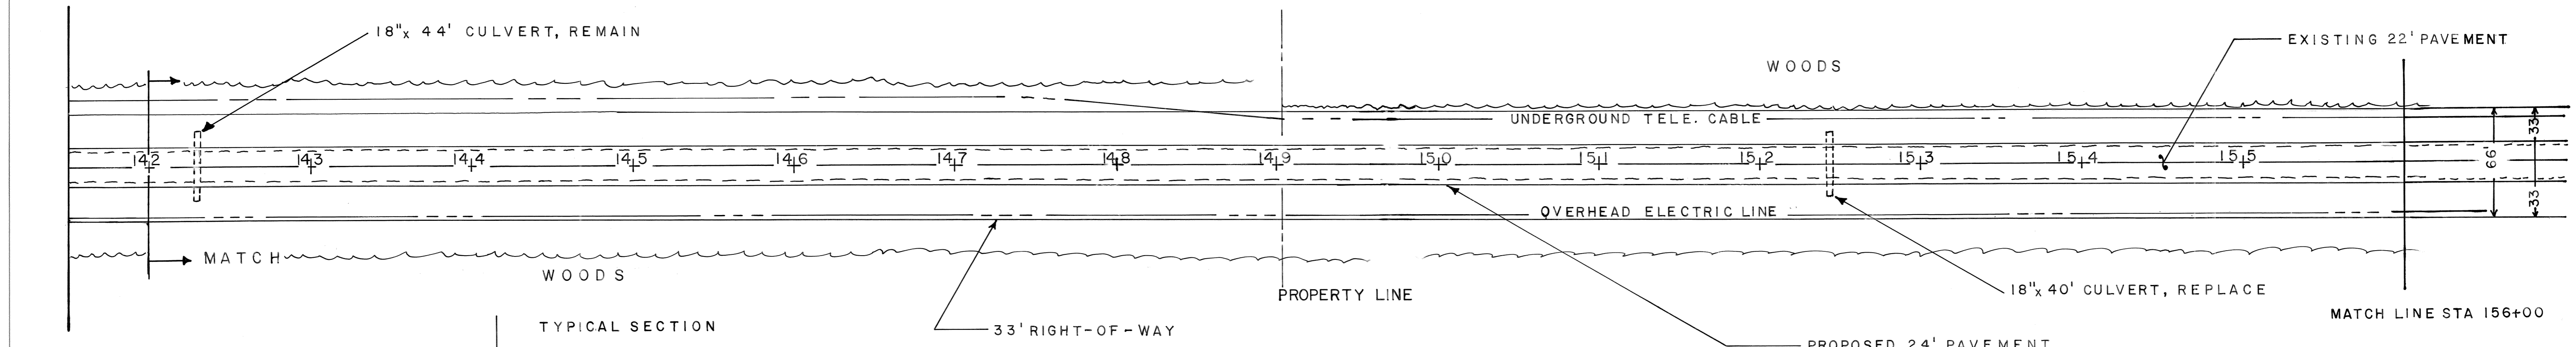 18"x 44' CULVERT, REMAIN
EXISTING 22' PAVEMENT
WOODS
UNDERGROUND TELE. CABLE
142 143 144 145 146 147 148 149 150 151 152 153 154 155
33
66
33
OVERHEAD ELECTRIC LINE
MATCH
WOODS
PROPERTY LINE
18"x 40' CULVERT, REPLACE
MATCH LINE STA 156+00
TYPICAL SECTION
33' RIGHT-OF-WAY
PROPOSED 24' PAVEMENT